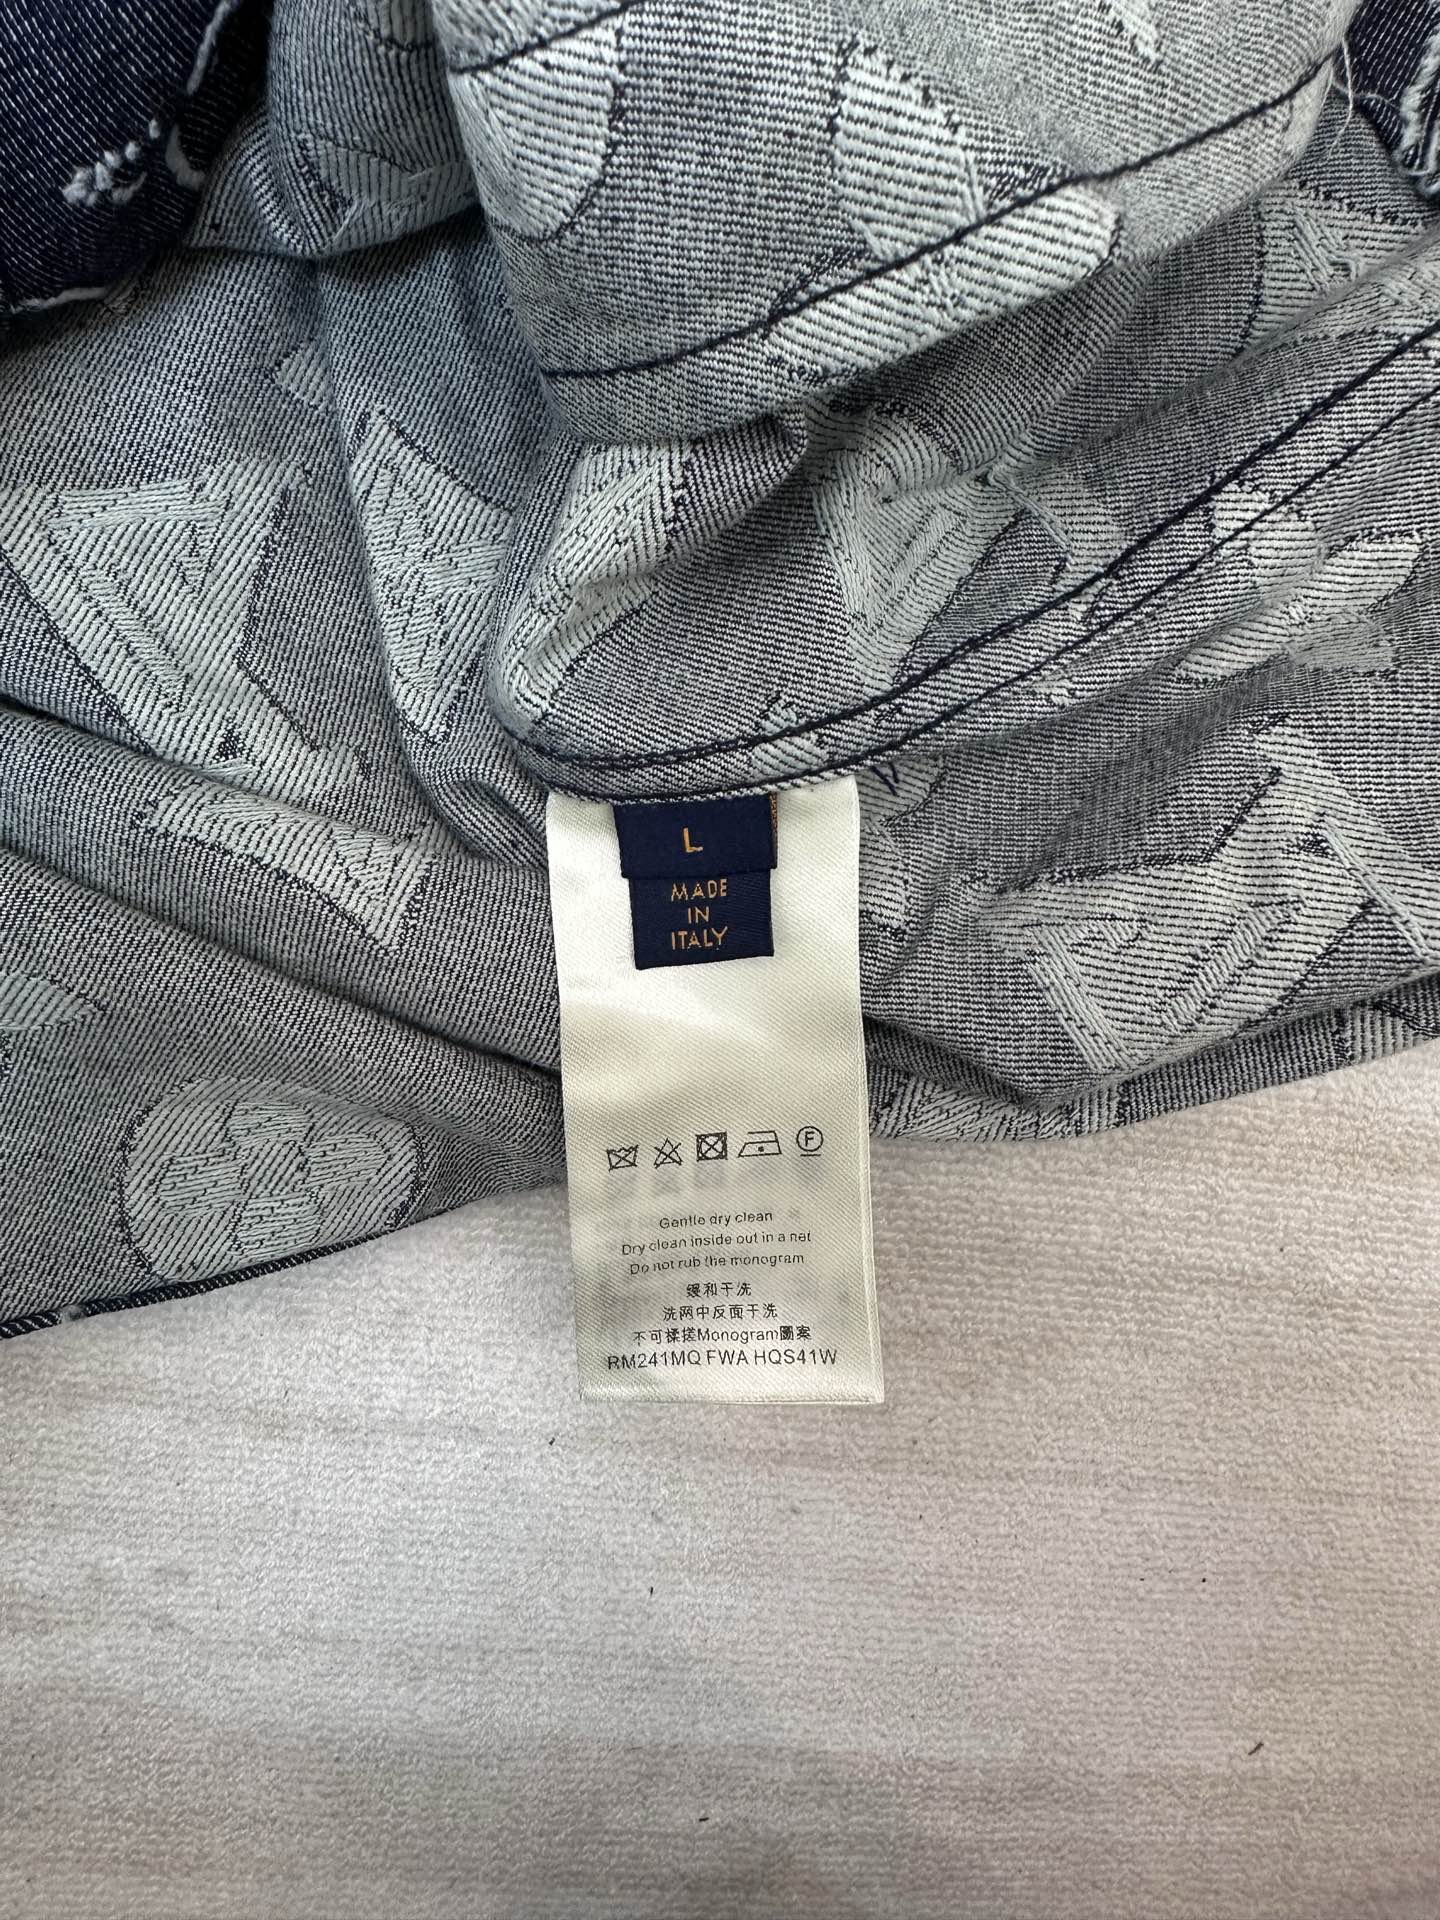 L
MADE
IN
ITALY
F
Gentle dry clean
Dry clean inside out in a net
Do not rub the monogram
缓和干洗
洗网中反面干洗
不可揉搓Monogram圖案
RM241MQ FWA HQS41W